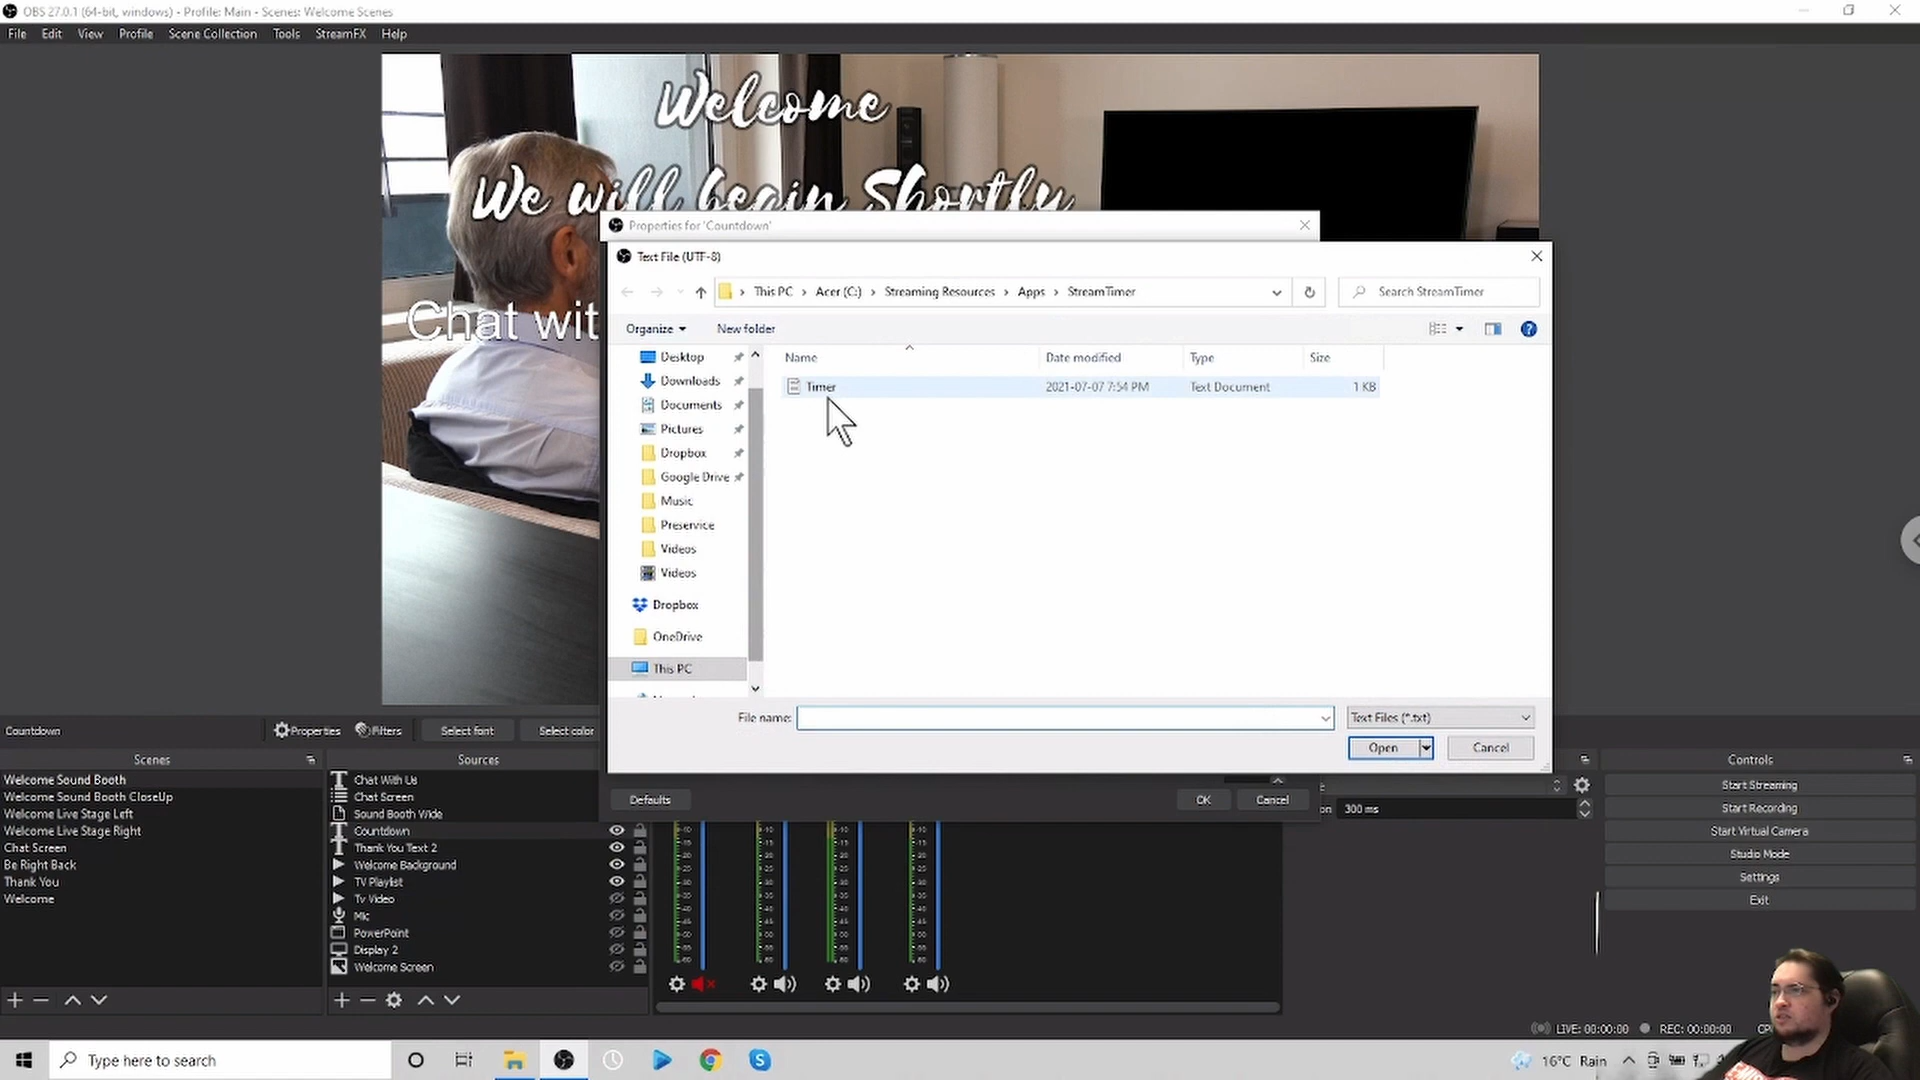 OBS 27.0.1 (64-bit, windows) - Profile: Main - Scenes: Welcome Scenes
File Edit View Profile Scene Collection Tools StreamFX Help
Welcome
We will begin Shortly
Chat wit
Properties for 'Countdown'
Text File (UTF-8)
This PC > Acer (C:) > Streaming Resources > Apps > StreamTimer
Search StreamTimer
Organize New folder
Name Date modified Type Size
Timer 2021-07-07 7:54 PM Text Document 1 KB
Desktop
Downloads
Documents
Pictures
Dropbox
Google Drive
Music
Preservice
Videos
Videos
Dropbox
OneDrive
This PC
File name: Text Files (*.txt)
Open Cancel
Defaults OK Cancel
Countdown Properties Filters Select font Select color
Scenes
Welcome Sound Booth
Welcome Sound Booth CloseUp
Welcome Live Stage Left
Welcome Live Stage Right
Chat Screen
Be Right Back
Thank You
Welcome
Sources
Chat With Us
Chat Screen
Sound Booth Wide
Countdown
Thank You Text 2
Welcome Background
TV Playlist
Tv Video
Mic
PowerPoint
Display 2
Welcome Screen
300 ms
Controls
Start Streaming
Start Recording
Start Virtual Camera
Studio Mode
Settings
Exit
LIVE: 00:00:00 REC: 00:00:00
Type here to search
16°C Rain